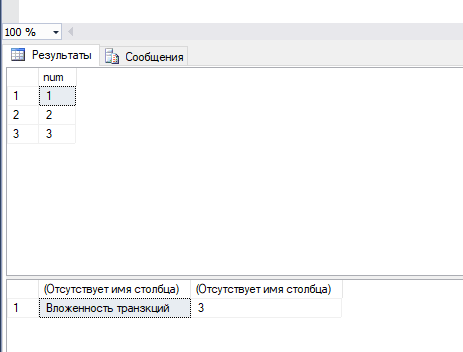 100 %
Результаты Сообщения
num
1 1
2 2
3 3
(Отсутствует имя столбца) (Отсутствует имя столбца)
1 Вложенность транзкций 3